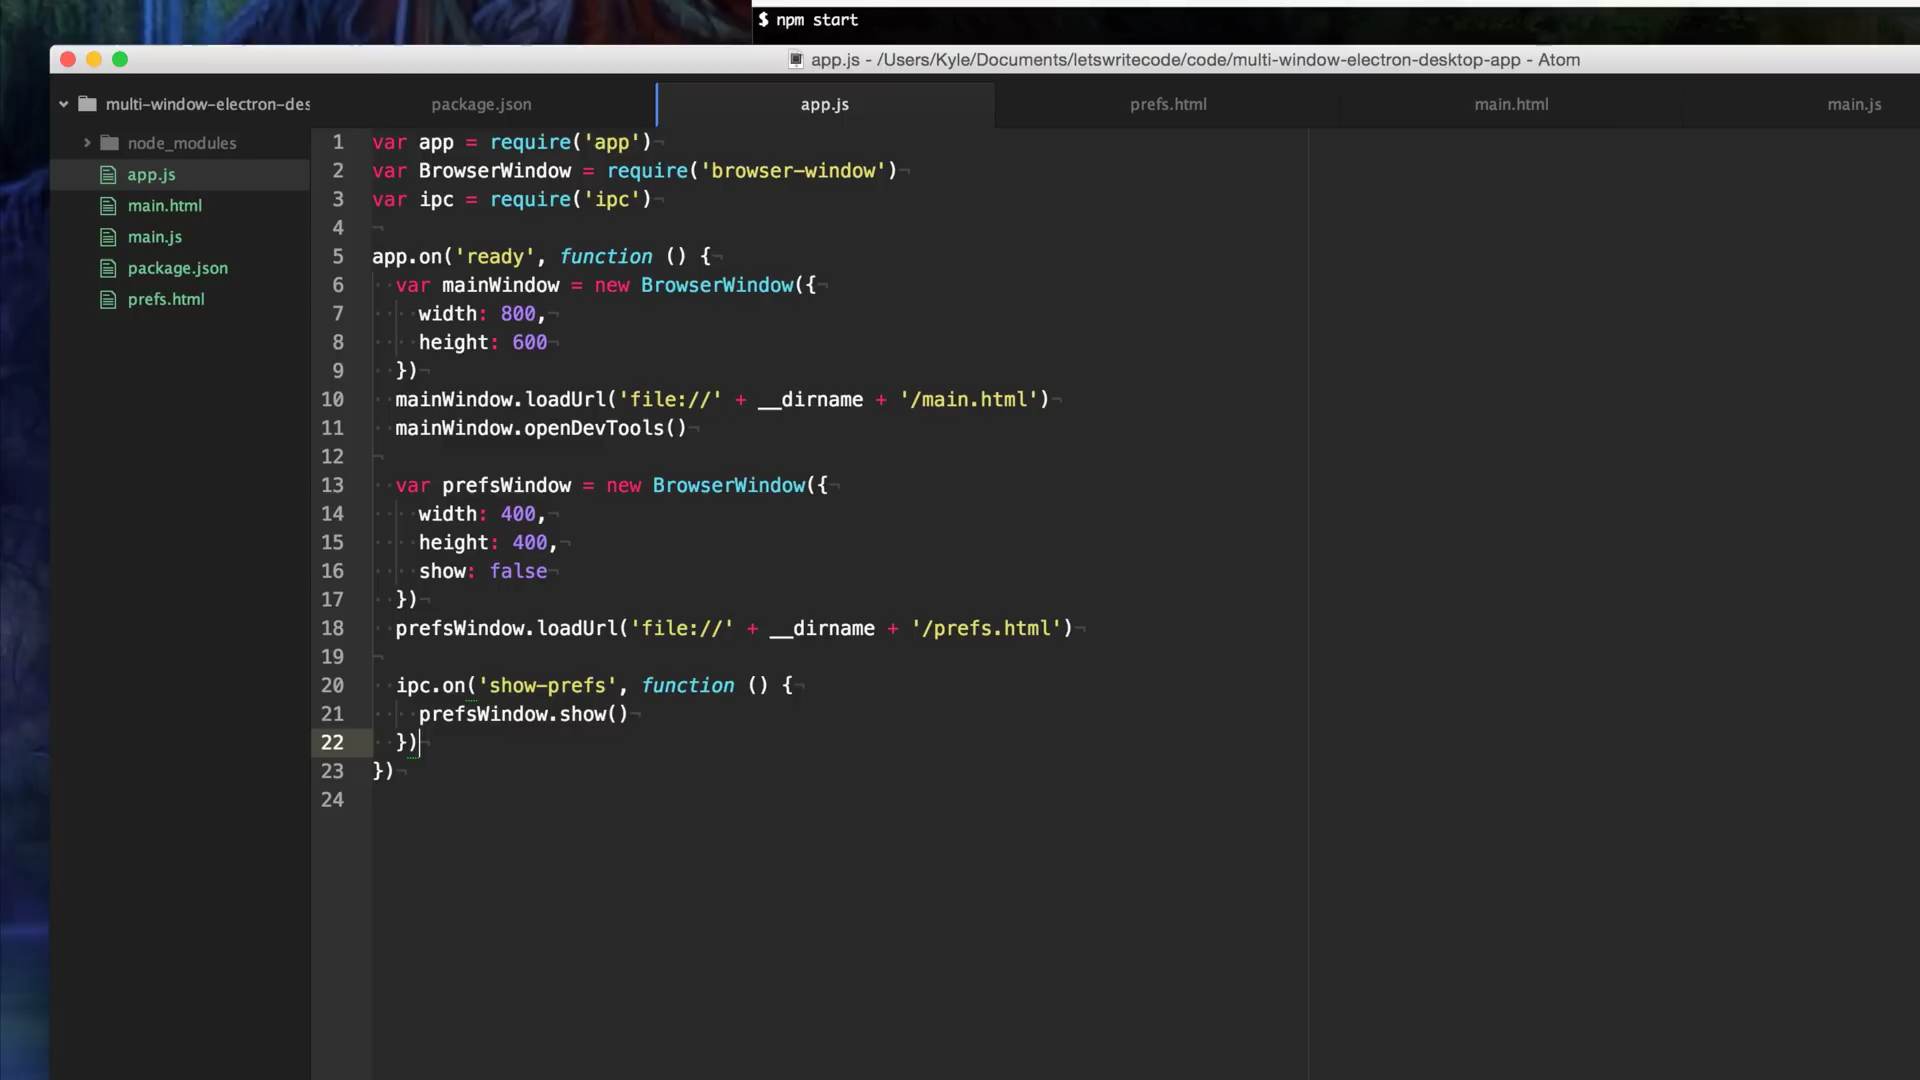 $ npm start
app.js - /Users/Kyle/Documents/letswritecode/code/multi-window-electron-desktop-app - Atom
multi-window-electron-des
node_modules
app.js
main.html
main.js
package.json
prefs.html
package.json
app.js
prefs.html
main.html
main.js
1 var app = require('app')
2 var BrowserWindow = require('browser-window')
3 var ipc = require('ipc')
4
5 app.on('ready', function () {
6   var mainWindow = new BrowserWindow({
7     width: 800,
8     height: 600
9   })
10   mainWindow.loadUrl('file://' + __dirname + '/main.html')
11   mainWindow.openDevTools()
12
13   var prefsWindow = new BrowserWindow({
14     width: 400,
15     height: 400,
16     show: false
17   })
18   prefsWindow.loadUrl('file://' + __dirname + '/prefs.html')
19
20   ipc.on('show-prefs', function () {
21     prefsWindow.show()
22   })
23 })
24